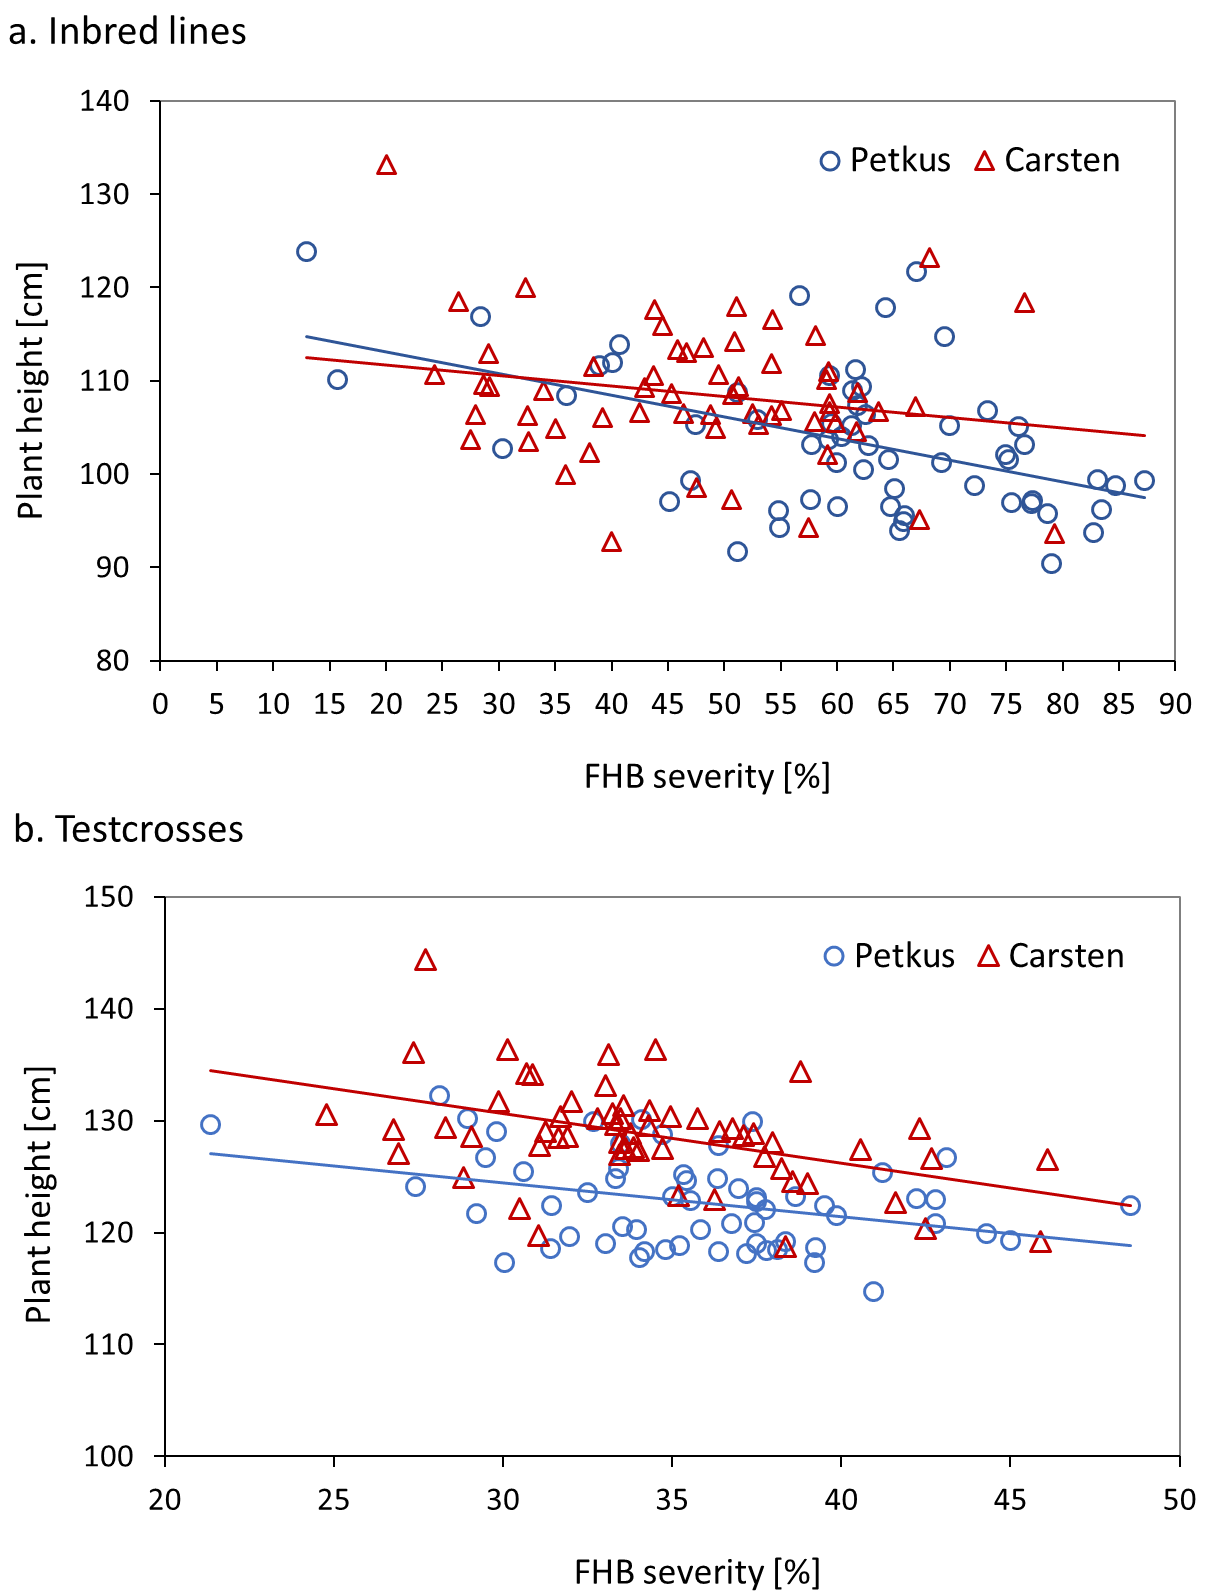 a. Inbred lines
140
130
120
110
100
90
80
Plant height [cm]
Petkus Carsten
0 5 10 15 20 25 30 35 40 45 50 55 60 65 70 75 80 85 90
FHB severity [%]
b. Testcrosses
150
140
130
120
110
100
Plant height [cm]
Petkus Carsten
20 25 30 35 40 45 50
FHB severity [%]